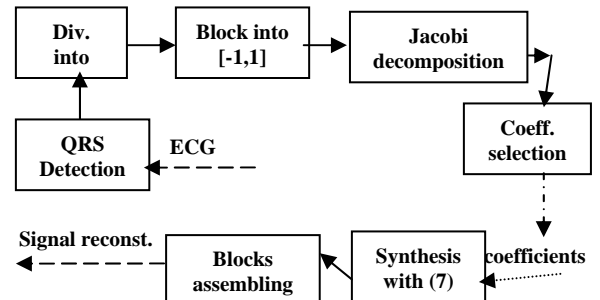 Div.
into
Block into
[-1,1]
Jacobi
decomposition
Coeff.
selection
QRS
Detection
ECG
Signal reconst.
Blocks
assembling
Synthesis
with (7)
coefficients